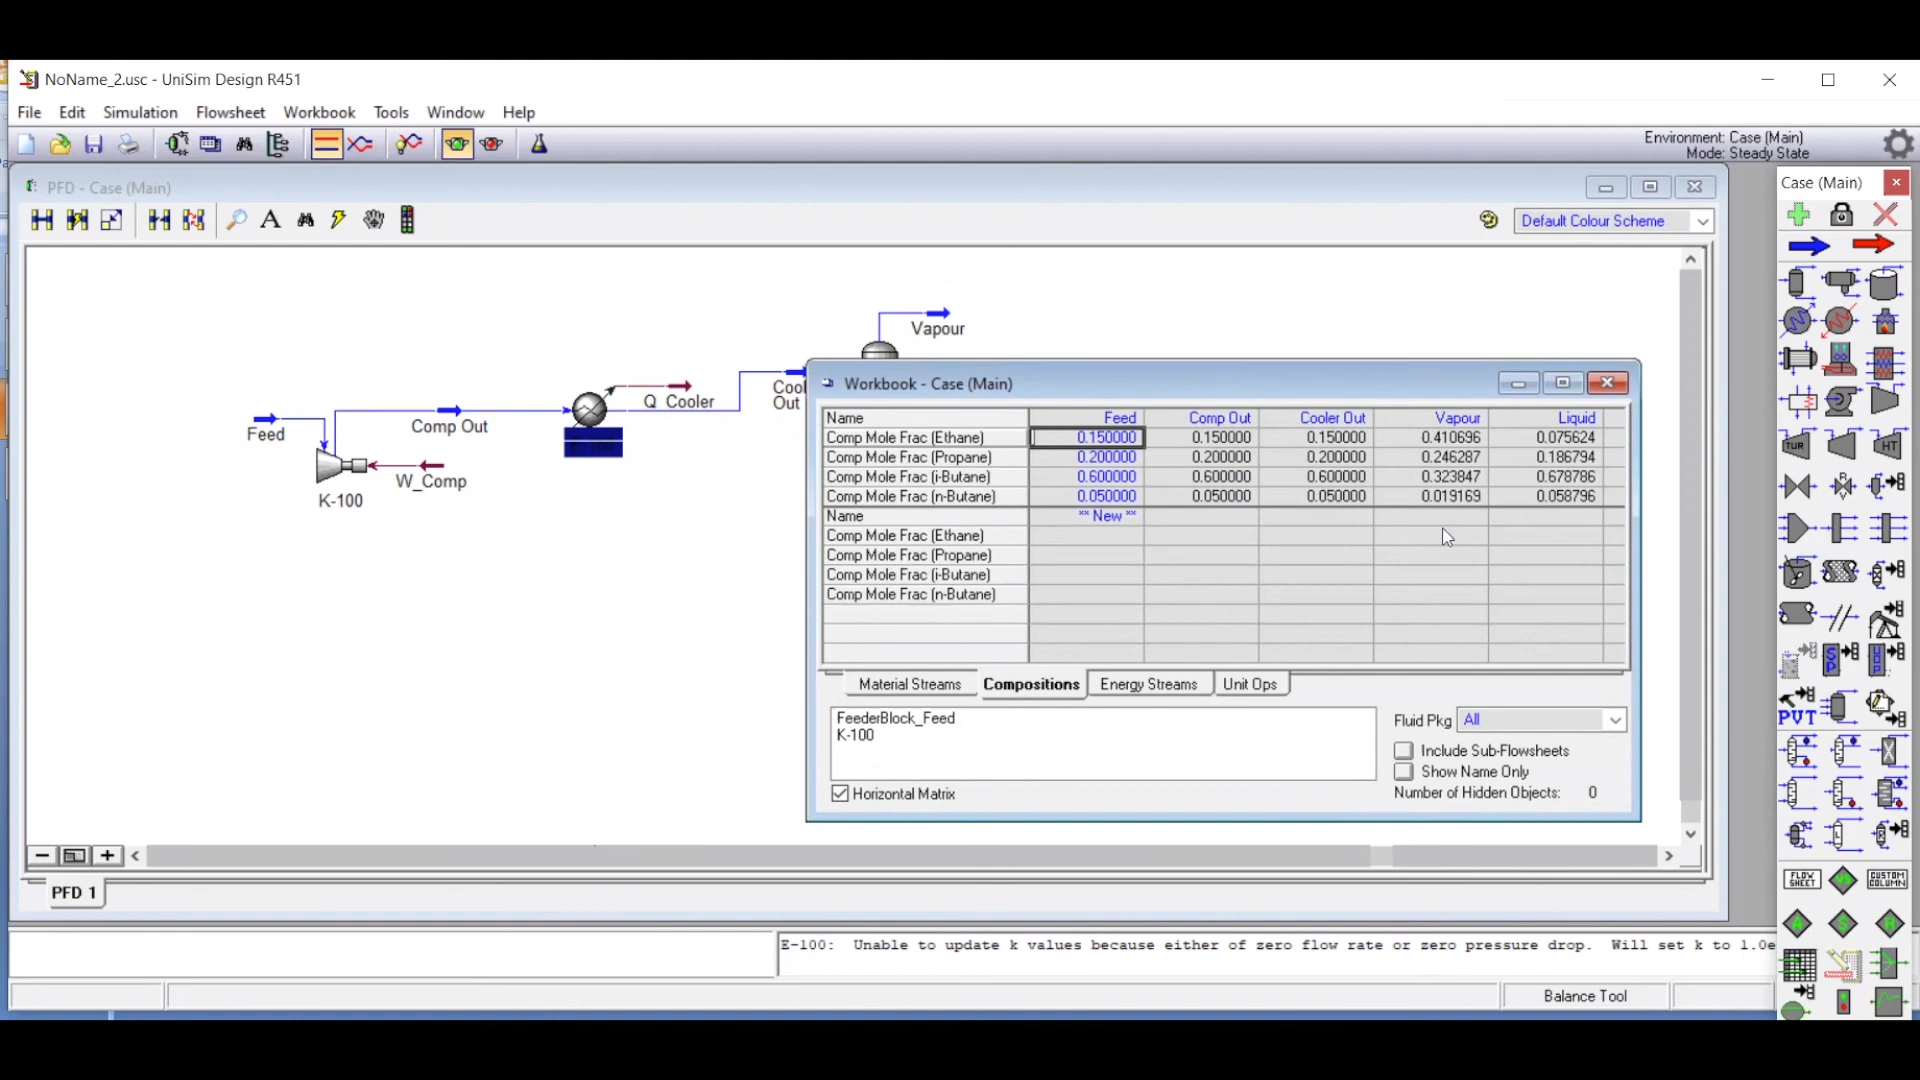 NoName_2.usc - UniSim Design R451
File Edit Simulation Flowsheet Workbook Tools Window Help
Environment: Case (Main)
Mode: Steady State
PFD - Case (Main)
Case (Main)
Default Colour Scheme
Vapour
Feed
Comp Out
Q_Cooler
Cool
Out
W_Comp
K-100
Workbook - Case (Main)
Name Feed Comp Out Cooler Out Vapour Liquid
Comp Mole Frac (Ethane) 0.150000 0.150000 0.150000 0.410696 0.075624
Comp Mole Frac (Propane) 0.200000 0.200000 0.200000 0.246287 0.186794
Comp Mole Frac (i-Butane) 0.600000 0.600000 0.600000 0.323847 0.678786
Comp Mole Frac (n-Butane) 0.050000 0.050000 0.050000 0.019169 0.058796
Name ** New **
Comp Mole Frac (Ethane)
Comp Mole Frac (Propane)
Comp Mole Frac (i-Butane)
Comp Mole Frac (n-Butane)
Material Streams Compositions Energy Streams Unit Ops
FeederBlock_Feed
K-100
Fluid Pkg All
Include Sub-Flowsheets
Show Name Only
Number of Hidden Objects: 0
Horizontal Matrix
PFD 1
E-100: Unable to update k values because either of zero flow rate or zero pressure drop. Will set k to 1.0e
Balance Tool
TUR
HT
PVT
FLOW
SHEET
CUSTOM
COLUMN